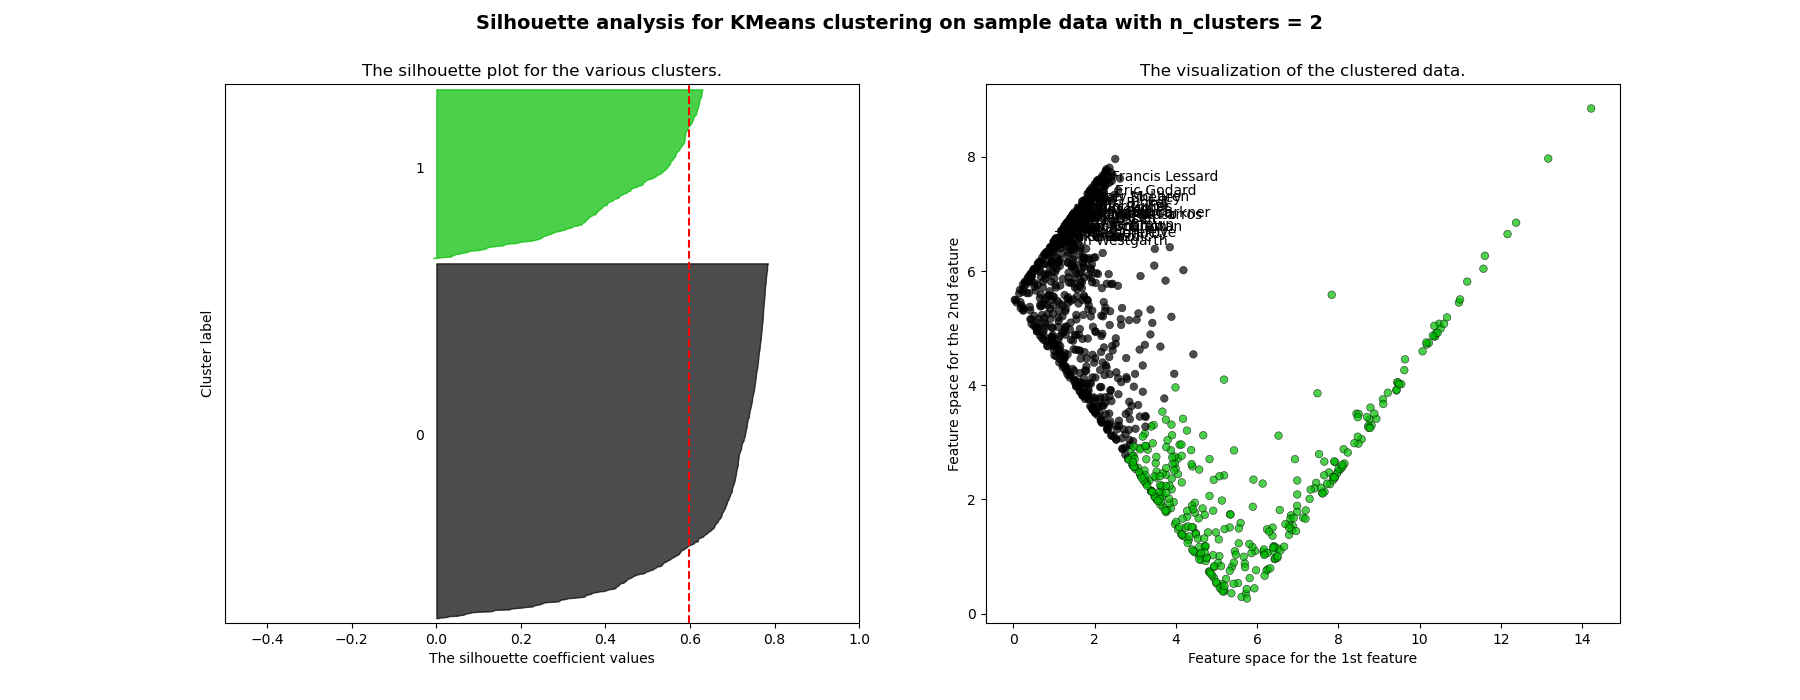 Silhouette analysis for KMeans clustering on sample data with n_clusters = 2
The silhouette plot for the various clusters.
1
0
Cluster label
−0.4 −0.2 0.0 0.2 0.4 0.6 0.8 1.0
The silhouette coefficient values
The visualization of the clustered data.
Francis Lessard
Eric Godard
Westgarth
8
6
4
2
0
Feature space for the 2nd feature
0 2 4 6 8 10 12 14
Feature space for the 1st feature